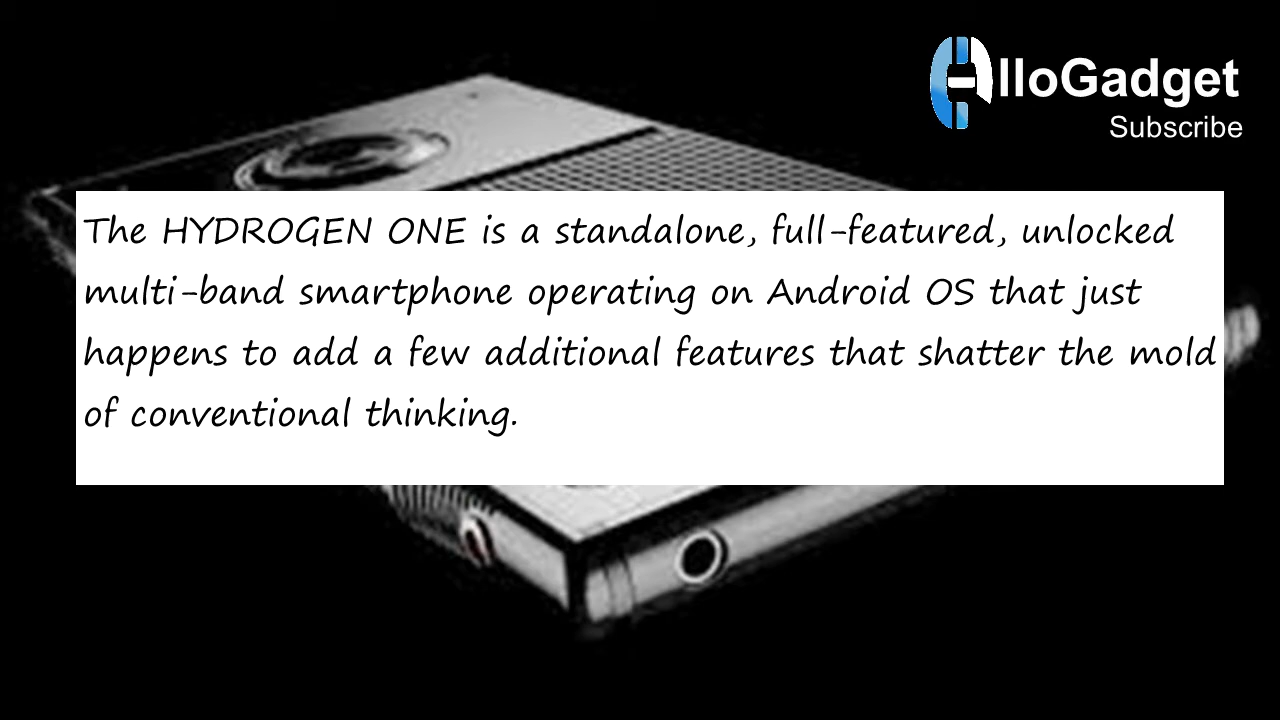 lloGadget
Subscribe
The HYDROGEN ONE is a standalone, full-featured, unlocked
multi-band smartphone operating on Android OS that just
happens to add a few additional features that shatter the mold
of conventional thinking.